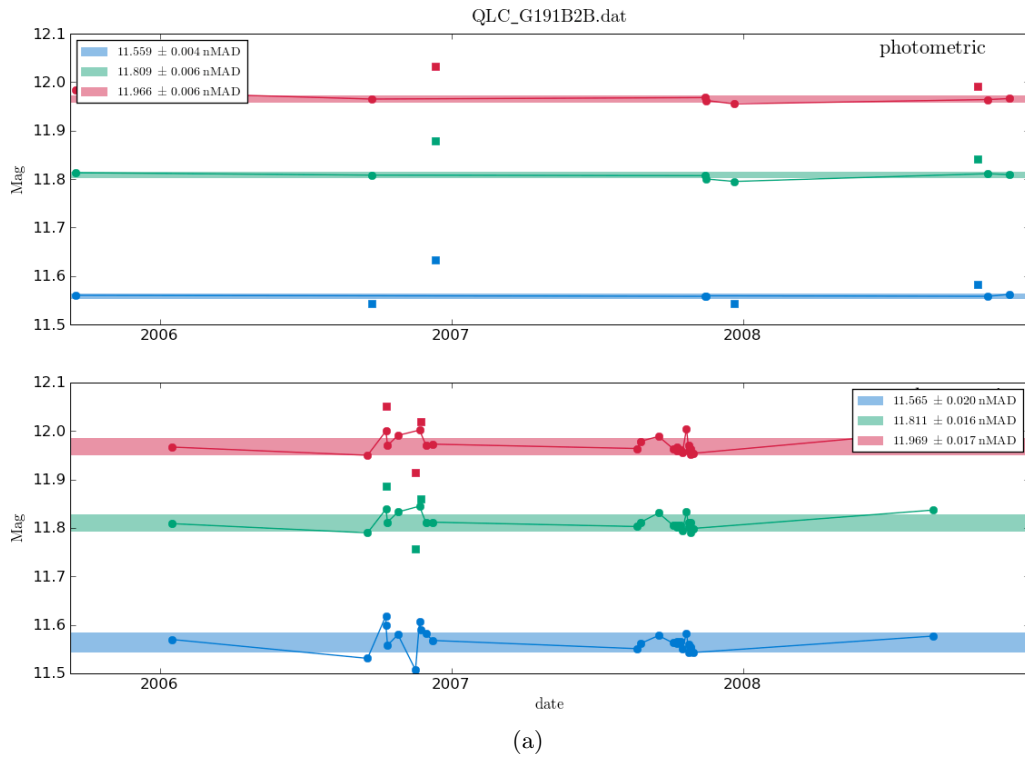 QLC_G191B2B.dat
12.1
12.0
11.9
11.8
11.7
11.6
11.5
Mag
11.559 ± 0.004 nMAD
11.809 ± 0.006 nMAD
11.966 ± 0.006 nMAD
photometric
2006
2007
2008
12.1
12.0
11.9
11.8
11.7
11.6
11.5
Mag
11.565 ± 0.020 nMAD
11.811 ± 0.016 nMAD
11.969 ± 0.017 nMAD
2006
2007
2008
date
(a)